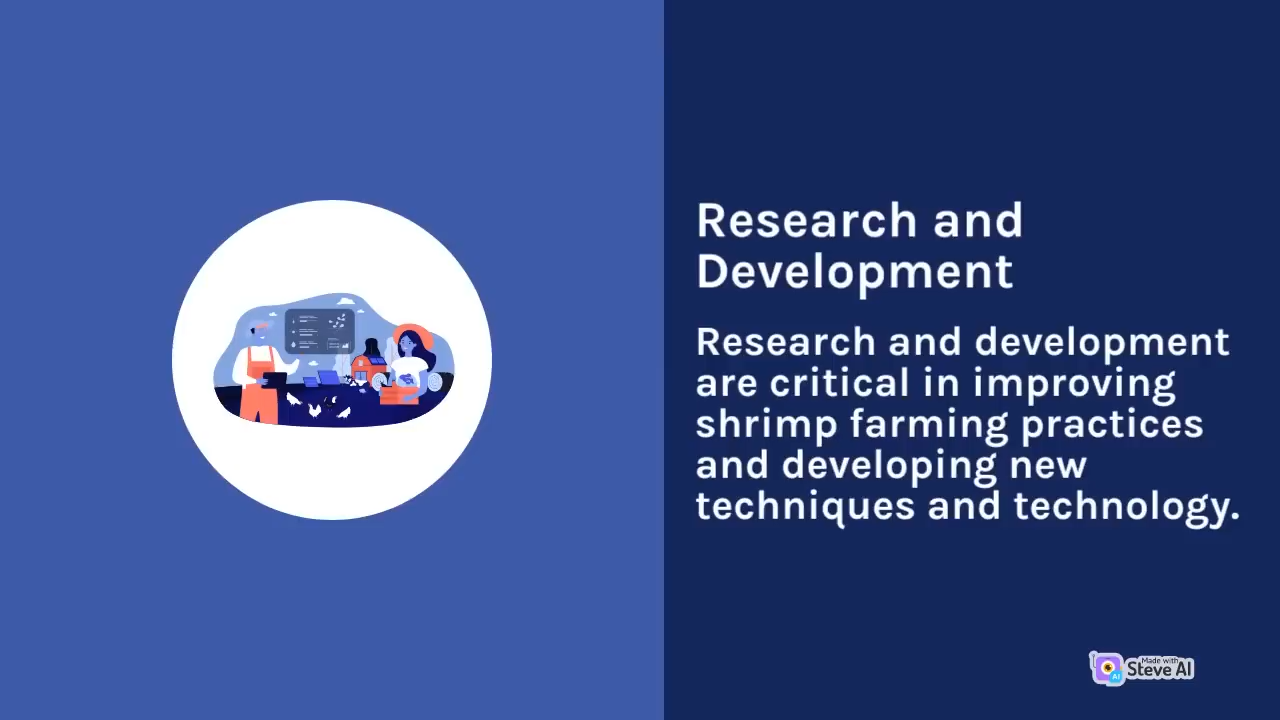 Research and
Development
Research and development
are critical in improving
shrimp farming practices
and developing new
techniques and technology.
Made with
Steve AI
AI